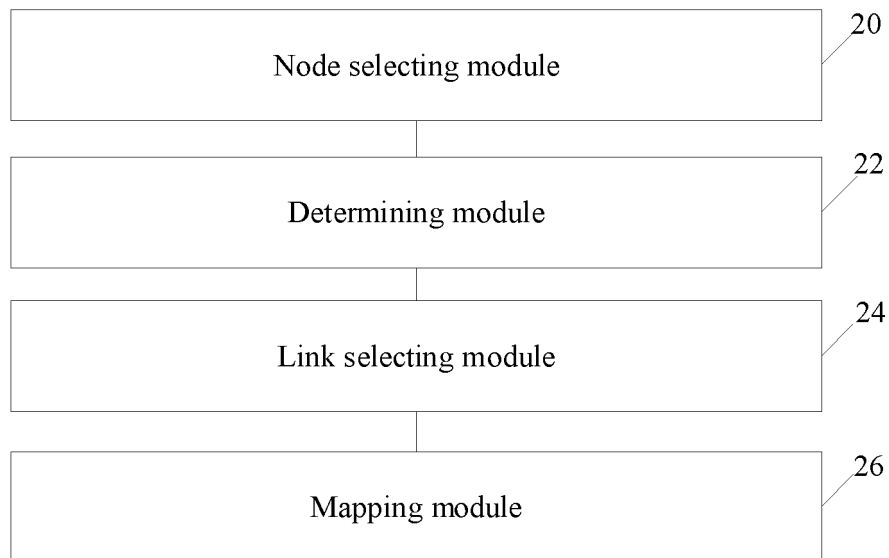 20
Node selecting module
22
Determining module
24
Link selecting module
26
Mapping module